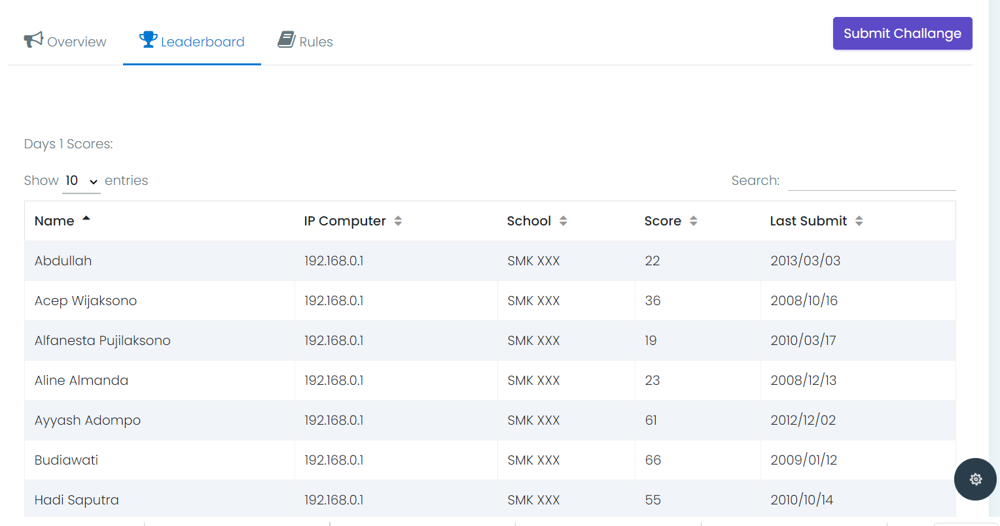 Overview Leaderboard Rules Submit Challange
Days 1 Scores:
Show 10 entries Search:
Name IP Computer School Score Last Submit
Abdullah 192.168.0.1 SMK XXX 22 2013/03/03
Acep Wijaksono 192.168.0.1 SMK XXX 36 2008/10/16
Alfanesta Pujilaksono 192.168.0.1 SMK XXX 19 2010/03/17
Aline Almanda 192.168.0.1 SMK XXX 23 2008/12/13
Ayyash Adompo 192.168.0.1 SMK XXX 61 2012/12/02
Budiawati 192.168.0.1 SMK XXX 66 2009/01/12
Hadi Saputra 192.168.0.1 SMK XXX 55 2010/10/14